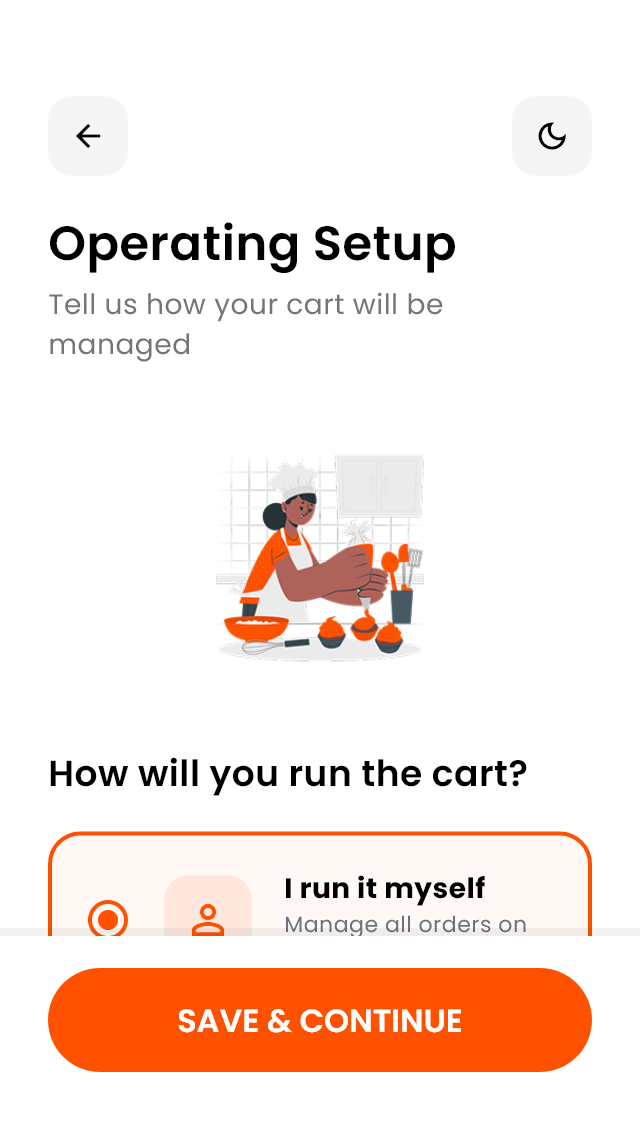 Operating Setup
Tell us how your cart will be
managed
How will you run the cart?
I run it myself
Manage all orders on
SAVE & CONTINUE